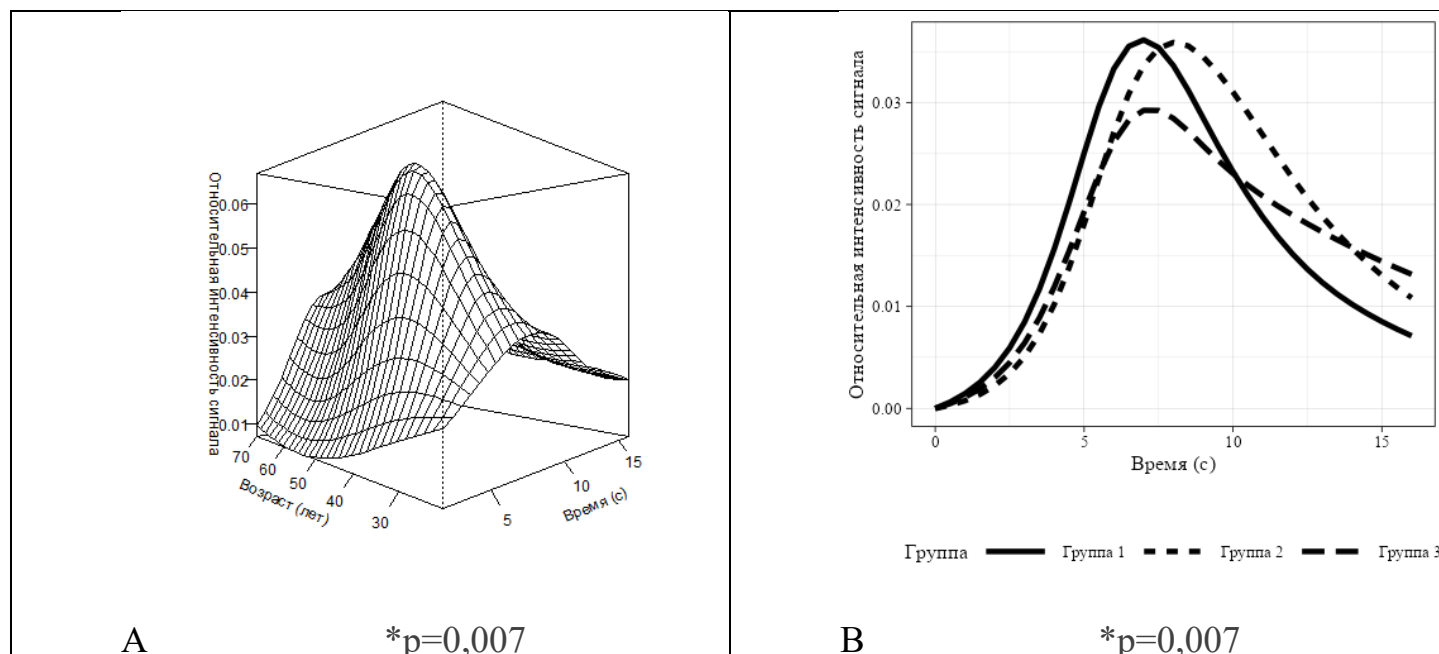 Относительная интенсивность сигнала
0.06
0.05
0.04
0.03
0.02
0.01
70
60
50
40
30
Возраст (лет)
5
10
15
Время (с)
А
*p=0,007
Относительная интенсивность сигнала
0.03
0.02
0.01
0.00
0
5
10
15
Время (с)
Группа Группа 1 Группа 2 Группа 3
В
*p=0,007